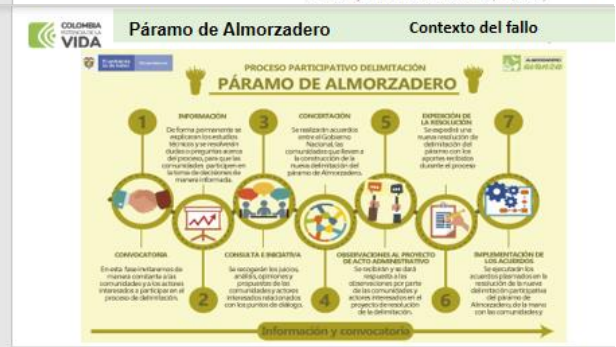 COLOMBIA
POTENCIA DE LA
VIDA
Páramo de Almorzadero
Contexto del fallo
PROCESO PARTICIPATIVO DELIMITACIÓN
PÁRAMO DE ALMORZADERO
ALMORZADERO
avanza
1
INFORMACIÓN
De forma permanente se
explicarán los estudios
técnicos y se resolverán
dudas o preguntas acerca
del proceso, para que las
comunidades participen en
la toma de decisiones de
manera informada.
3
CONCERTACIÓN
Se realizarán acuerdos
entre el Gobierno
Nacional, las
comunidades que lleven a
la construcción de la
nueva delimitación del
páramo de Almorzadero.
5
EXPEDICIÓN DE
LA RESOLUCIÓN
Se expedirá una
nueva resolución de
delimitación del
páramo con los
aportes recibidos
durante el proceso
7
CONVOCATORIA
En esta fase invitaremos de
manera constante a las
comunidades y a los actores
interesados a participar en el
proceso de delimitación.
2
CONSULTA E INICIATIVA
Se recogerán los juicios,
análisis, opiniones y
propuestas de las
comunidades y actores
interesados relacionados
con los puntos de diálogo.
4
OBSERVACIONES AL PROYECTO
DE ACTO ADMINISTRATIVO
Se recibirán y se dará
respuesta a las
observaciones por parte
de las comunidades y
actores interesados en el
proyecto de resolución
de la delimitación.
6
IMPLEMENTACIÓN DE
LOS ACUERDOS
Se ejecutarán los
acuerdos plasmados en la
resolución de la nueva
delimitación participativa
del páramo de
Almorzadero, de la mano
con las comunidades y
Información y convocatoria